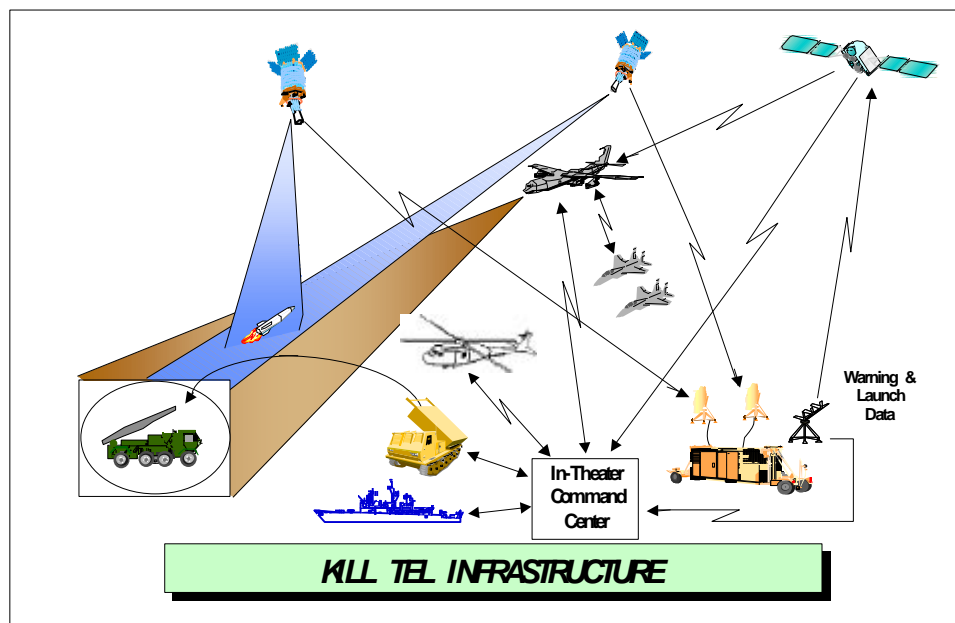 Warning &
Launch
Data
In-Theater
Command
Center
KILL TEL INFRASTRUCTURE